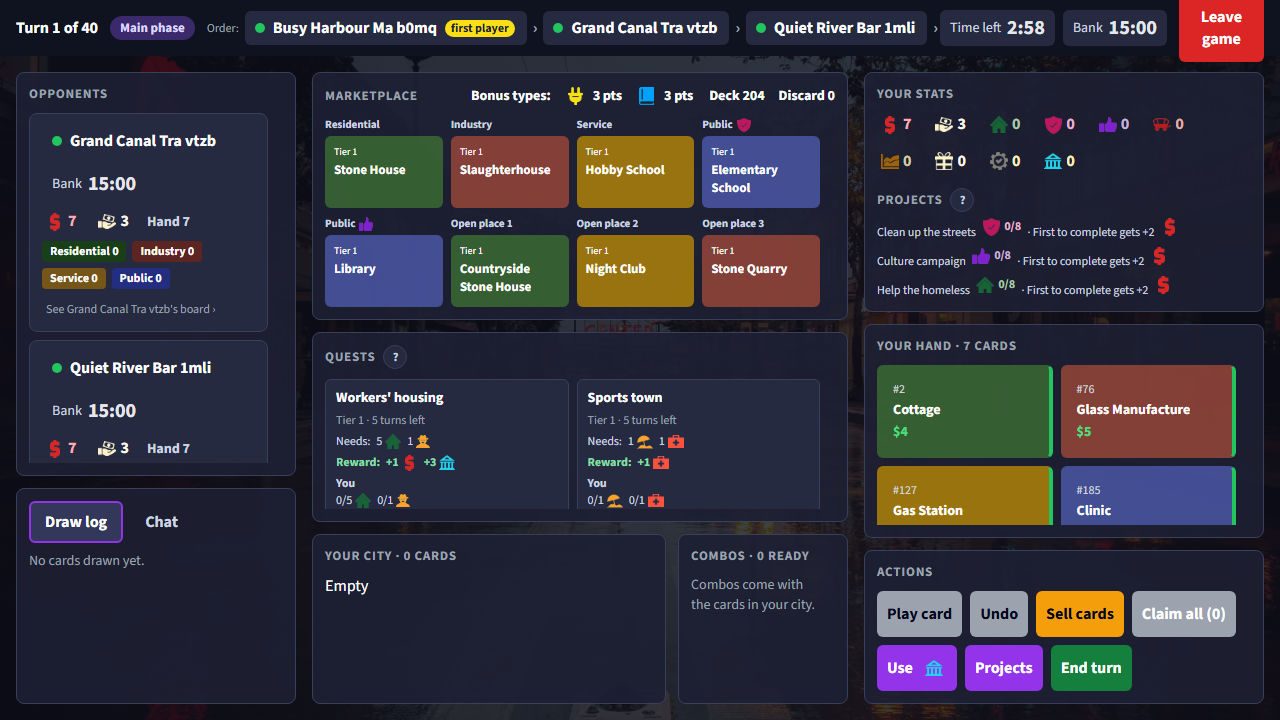 Turn 1 of 40 Main phase Order: Busy Harbour Ma b0mq first player › Grand Canal Tra vtzb › Quiet River Bar 1mli › Time left 2:58 Bank 15:00 Leave game
OPPONENTS
Grand Canal Tra vtzb
Bank 15:00
7 3 Hand 7
Residential 0 Industry 0
Service 0 Public 0
See Grand Canal Tra vtzb's board ›
Quiet River Bar 1mli
Bank 15:00
7 3 Hand 7
Draw log Chat
No cards drawn yet.
MARKETPLACE Bonus types: 3 pts 3 pts Deck 204 Discard 0
Residential Industry Service Public
Tier 1 Tier 1 Tier 1 Tier 1
Stone House Slaughterhouse Hobby School Elementary School
Public Open place 1 Open place 2 Open place 3
Tier 1 Tier 1 Tier 1 Tier 1
Library Countryside Stone House Night Club Stone Quarry
QUESTS ?
Workers' housing
Tier 1 · 5 turns left
Needs: 5 1
Reward: +1 +3
You
0/5 0/1
Sports town
Tier 1 · 5 turns left
Needs: 1 1
Reward: +1
You
0/1 0/1
YOUR CITY · 0 CARDS
Empty
COMBOS · 0 READY
Combos come with
the cards in your city.
YOUR STATS
7 3 0 0 0 0
0 0 0 0
PROJECTS ?
Clean up the streets 0/8 · First to complete gets +2
Culture campaign 0/8 · First to complete gets +2
Help the homeless 0/8 · First to complete gets +2
YOUR HAND · 7 CARDS
#2
Cottage
$4
#76
Glass Manufacture
$5
#127
Gas Station
#185
Clinic
ACTIONS
Play card Undo Sell cards Claim all (0)
Use Projects End turn